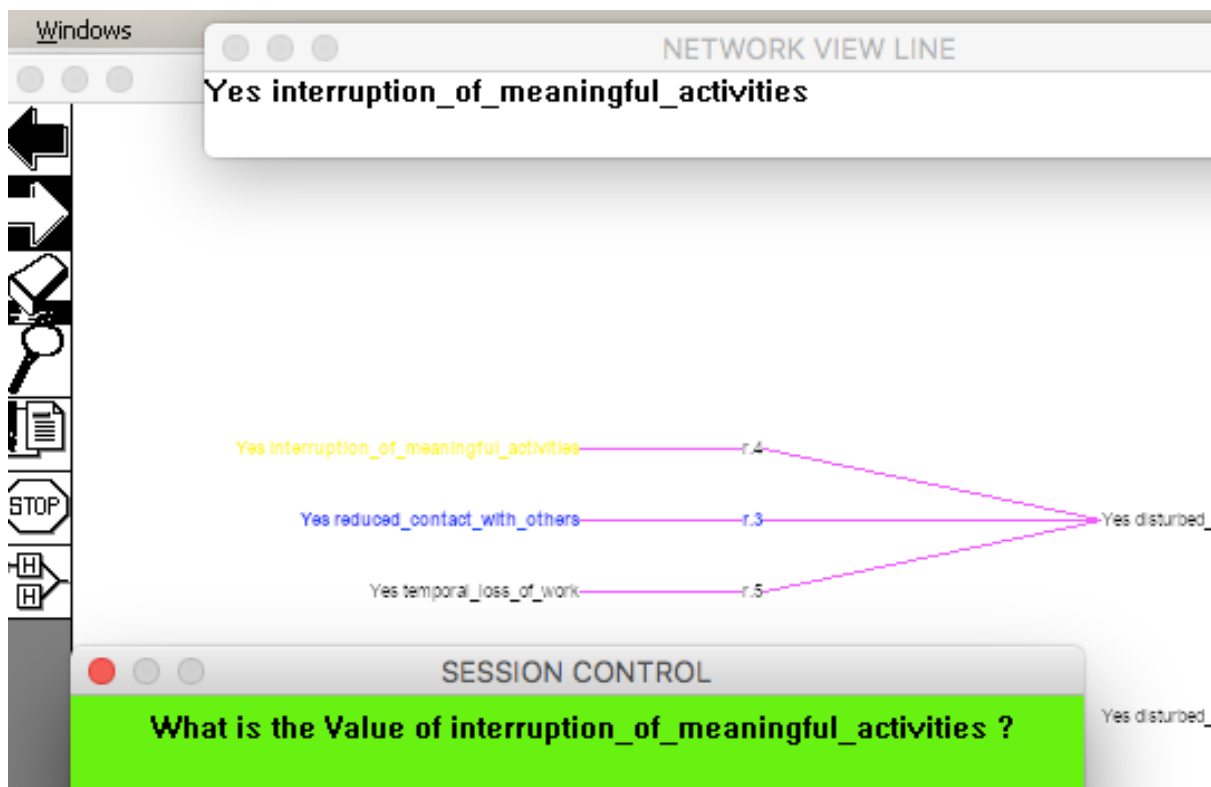 Windows
NETWORK VIEW LINE
Yes interruption_of_meaningful_activities
Yes interruption_of_meaningful_activities r.4
Yes reduced_contact_with_others r.3 Yes disturbed_
STOP
Yes temporal_loss_of_work r.5
H
H
SESSION CONTROL
What is the Value of interruption_of_meaningful_activities ?
Yes disturbed_